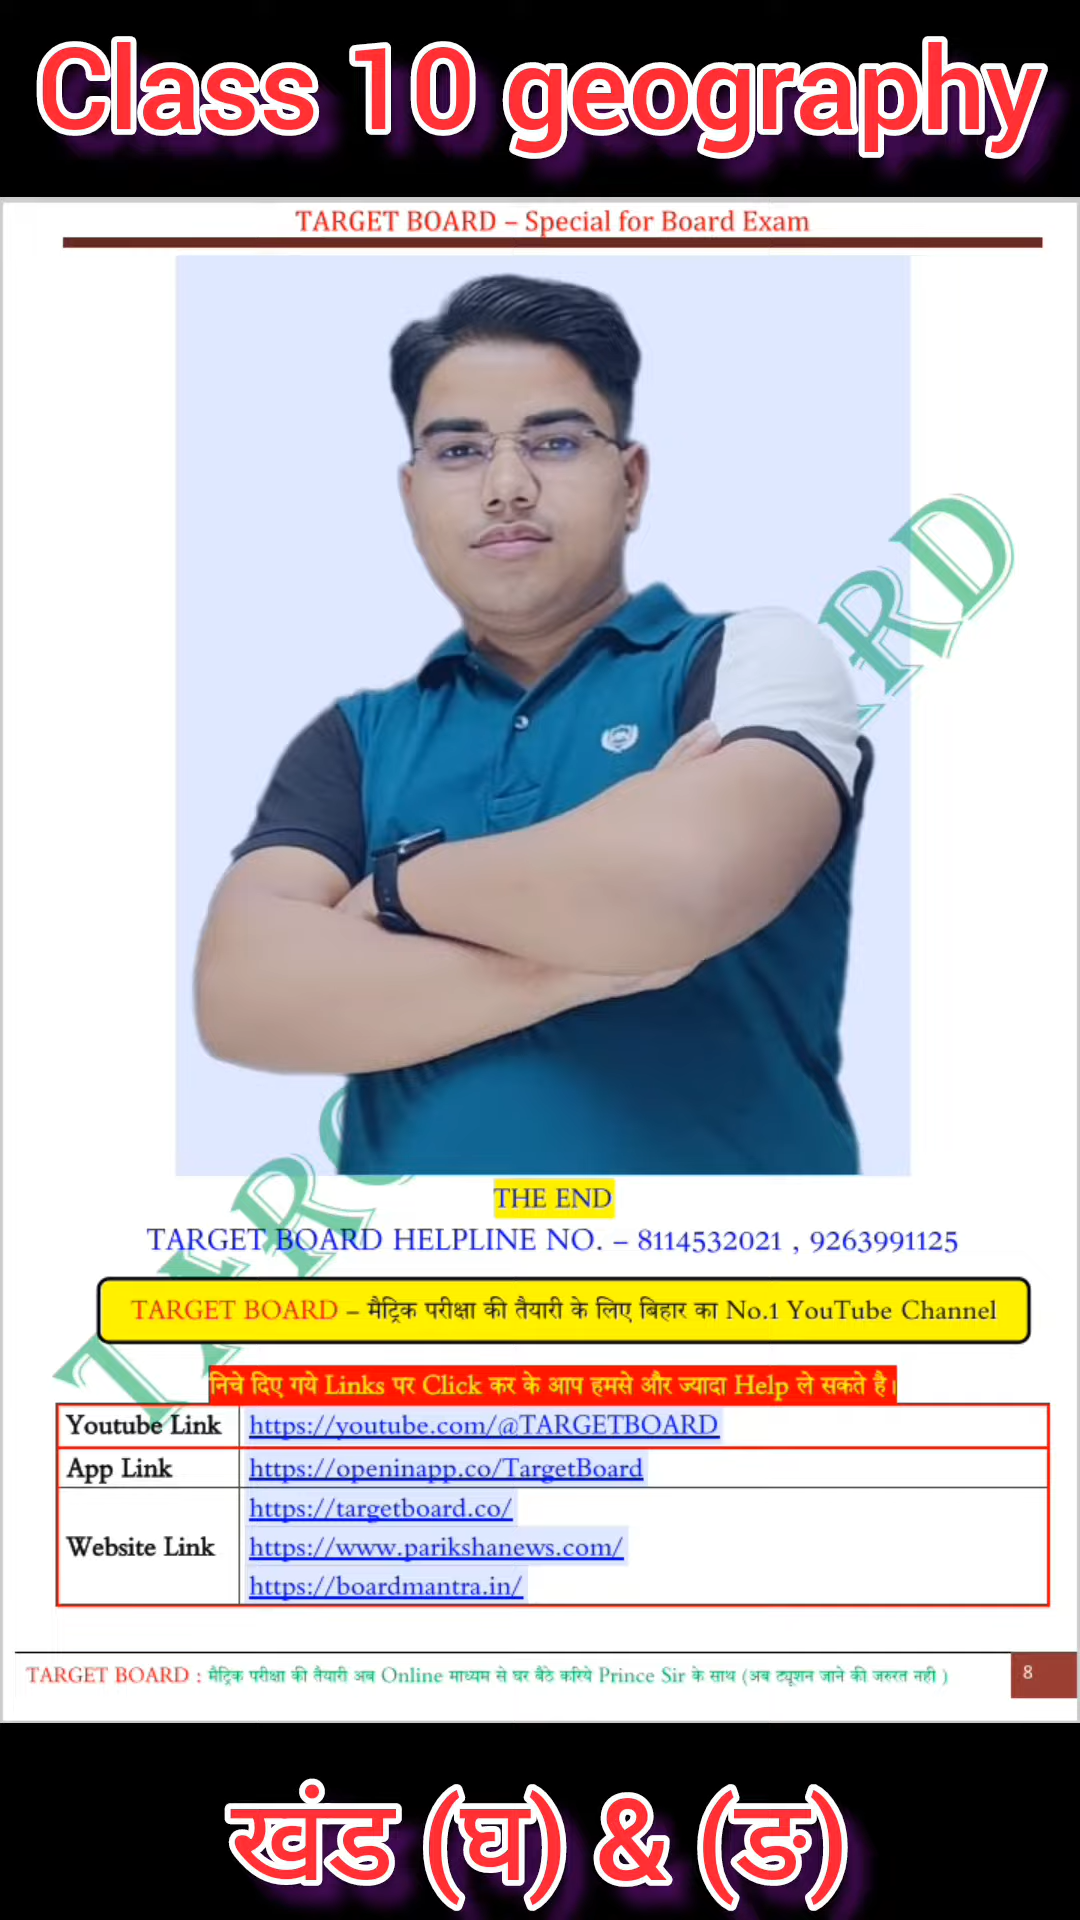 Class 10 geography
TARGET BOARD – Special for Board Exam
TARGET BOARD
THE END
TARGET BOARD HELPLINE NO. – 8114532021 , 9263991125
TARGET BOARD – मैट्रिक परीक्षा की तैयारी के लिए बिहार का No.1 YouTube Channel
निचे दिए गये Links पर Click कर के आप हमसे और ज्यादा Help ले सकते है।
Youtube Link https://youtube.com/@TARGETBOARD
App Link https://openinapp.co/TargetBoard
https://targetboard.co/
Website Link https://www.parikshanews.com/
https://boardmantra.in/
TARGET BOARD : मैट्रिक परीक्षा की तैयारी अब Online माध्यम से घर बैठे करिये Prince Sir के साथ (अब ट्यूशन जाने की जरुरत नही ) 8
खंड (घ) & (ङ)